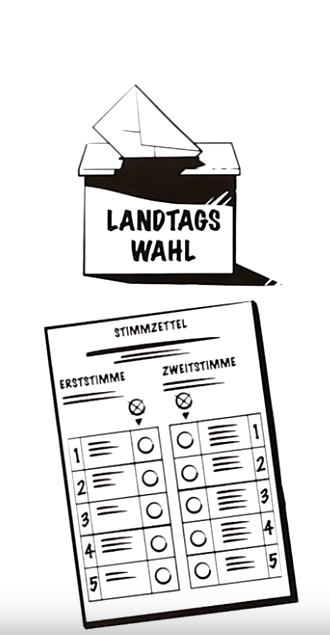 LANDTAGS
WAHL
STIMMZETTEL
ERSTSTIMME ZWEITSTIMME
1 1
2 2
3 3
4 4
5 5